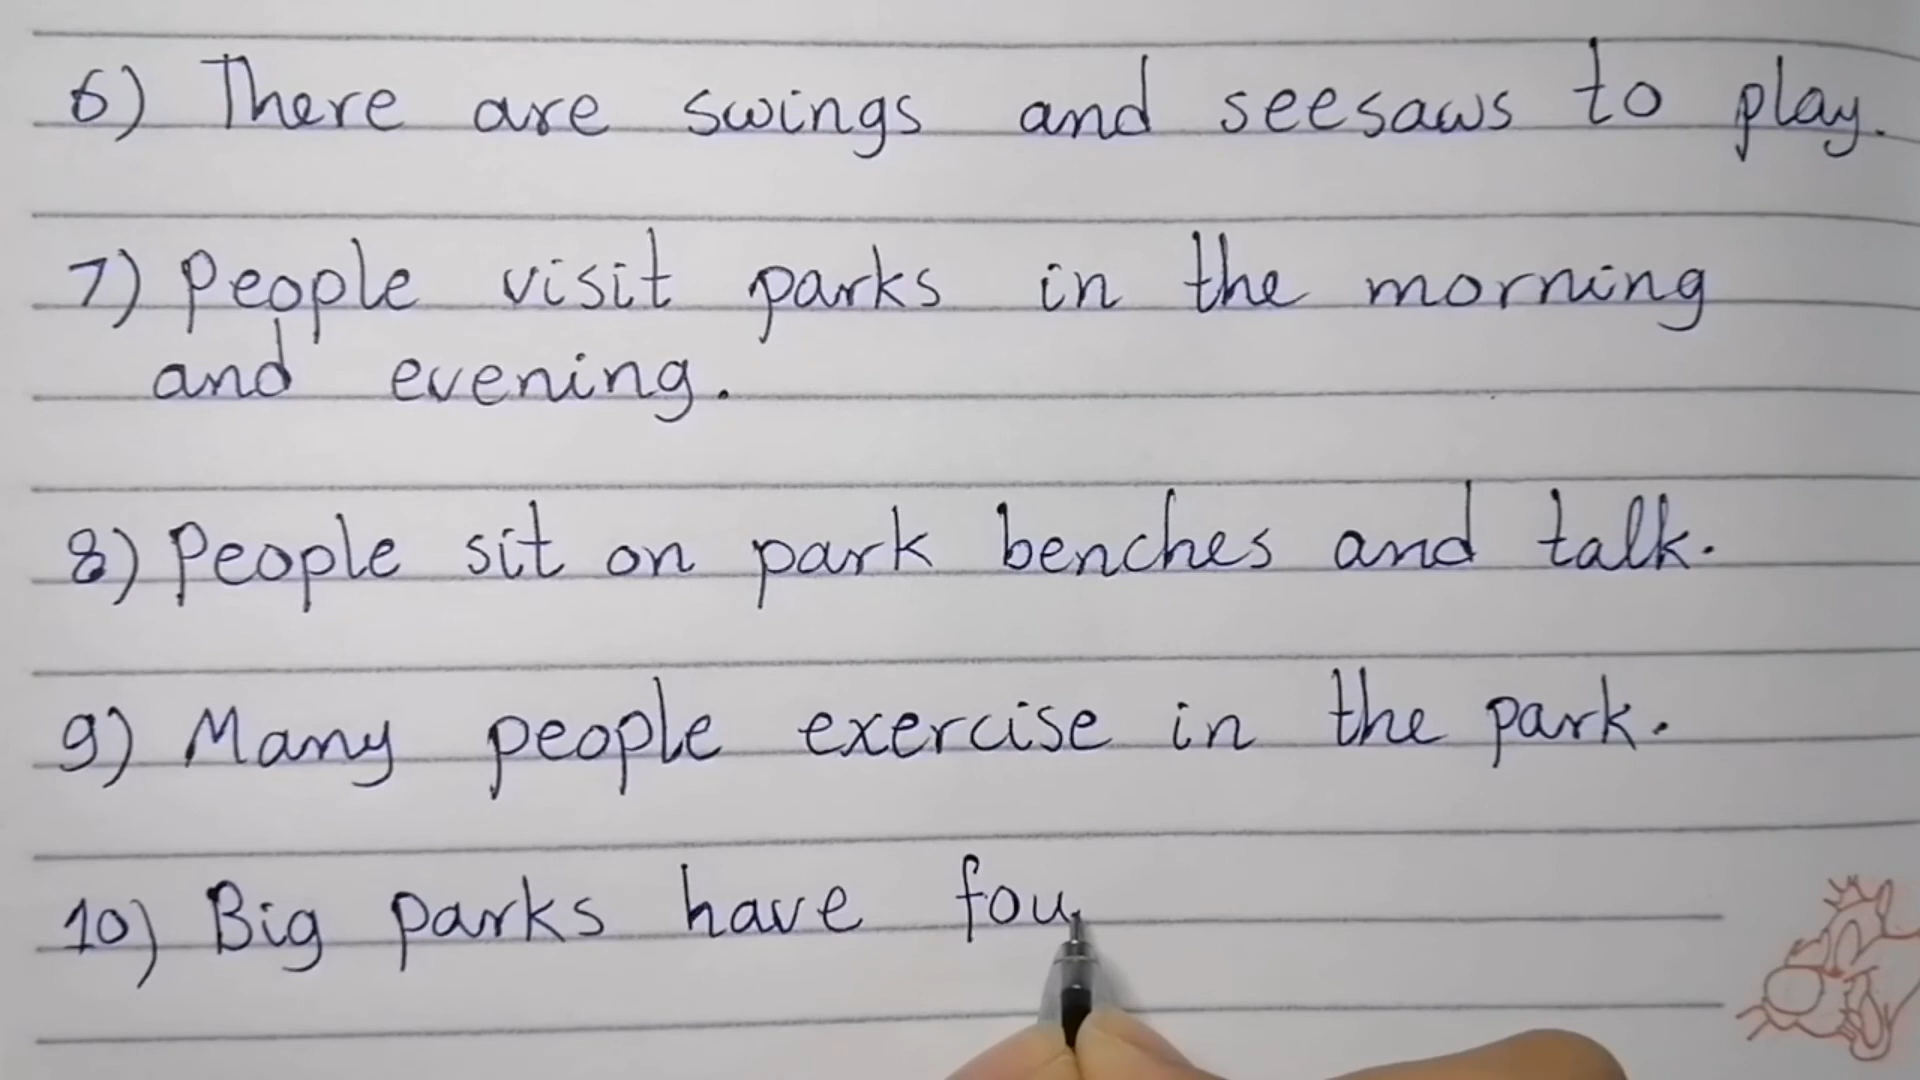 6) There are swings and seesaws to play.
7) People visit parks in the morning
and evening.
8) People sit on park benches and talk.
9) Many people exercise in the park.
10) Big parks have fou